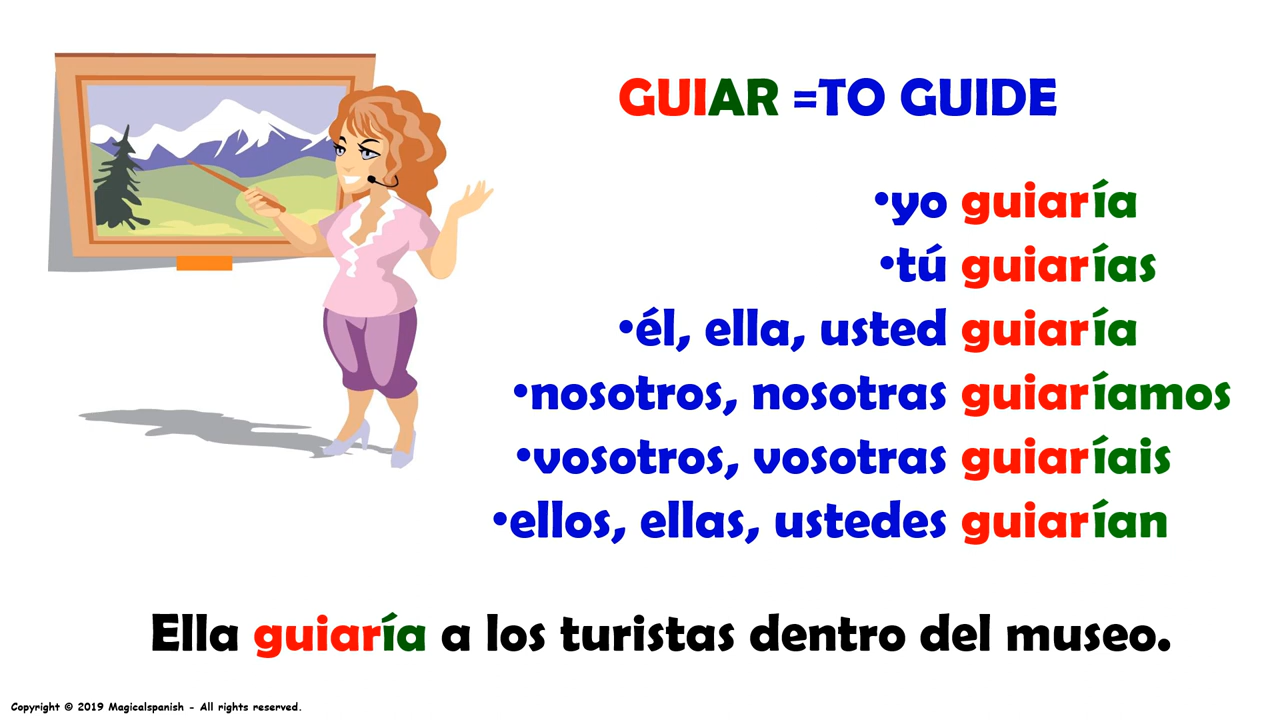 GUIAR =TO GUIDE
•yo guiaría
•tú guiarías
•él, ella, usted guiaría
•nosotros, nosotras guiaríamos
•vosotros, vosotras guiaríais
•ellos, ellas, ustedes guiarían
Ella guiaría a los turistas dentro del museo.
Copyright © 2019 Magicalspanish - All rights reserved.